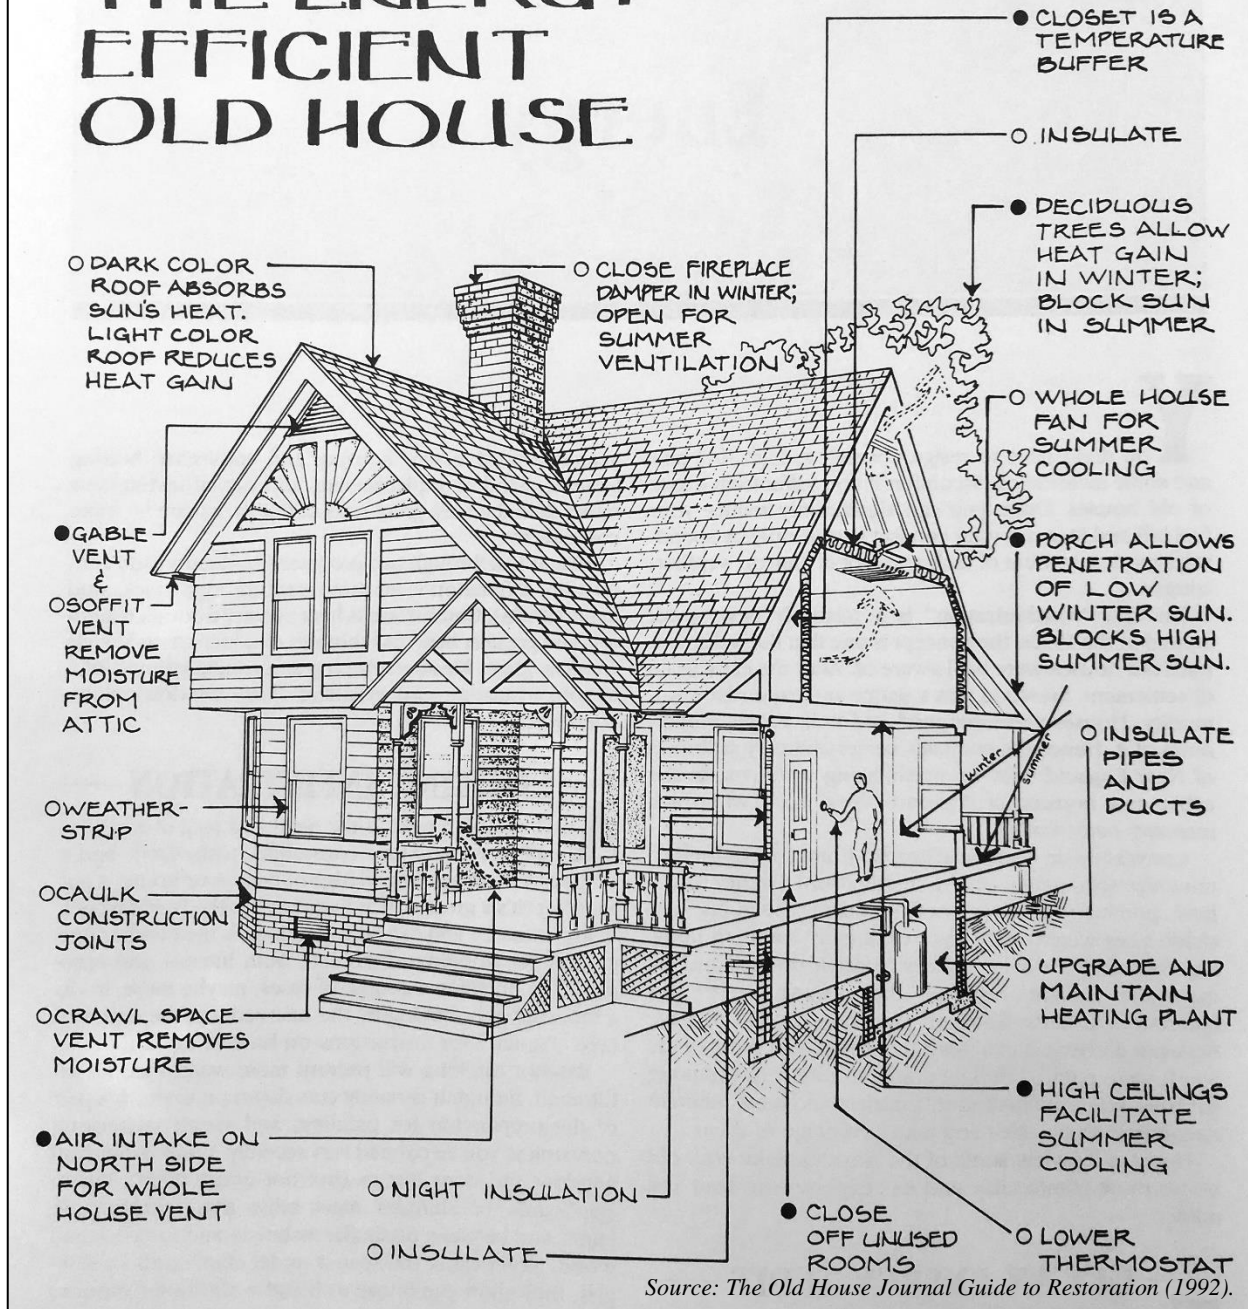 THE ENERGY
EFFICIENT
OLD HOUSE
● CLOSET IS A
TEMPERATURE
BUFFER
○ INSULATE
● DECIDUOUS
TREES ALLOW
HEAT GAIN
IN WINTER;
BLOCK SUN
IN SUMMER
○ DARK COLOR
ROOF ABSORBS
SUN'S HEAT.
LIGHT COLOR
ROOF REDUCES
HEAT GAIN
○ CLOSE FIREPLACE
DAMPER IN WINTER;
OPEN FOR
SUMMER
VENTILATION
○ WHOLE HOUSE
FAN FOR
SUMMER
COOLING
● GABLE
VENT
&
○ SOFFIT
VENT
REMOVE
MOISTURE
FROM
ATTIC
● PORCH ALLOWS
PENETRATION
OF LOW
WINTER SUN.
BLOCKS HIGH
SUMMER SUN.
winter
summer
○ INSULATE
PIPES
AND
DUCTS
○ WEATHER-
STRIP
○ CAULK
CONSTRUCTION
JOINTS
○ CRAWL SPACE
VENT REMOVES
MOISTURE
○ UPGRADE AND
MAINTAIN
HEATING PLANT
● HIGH CEILINGS
FACILITATE
SUMMER
COOLING
● AIR INTAKE ON
NORTH SIDE
FOR WHOLE
HOUSE VENT
○ NIGHT INSULATION
○ INSULATE
● CLOSE
OFF UNUSED
ROOMS
○ LOWER
THERMOSTAT
Source: The Old House Journal Guide to Restoration (1992).